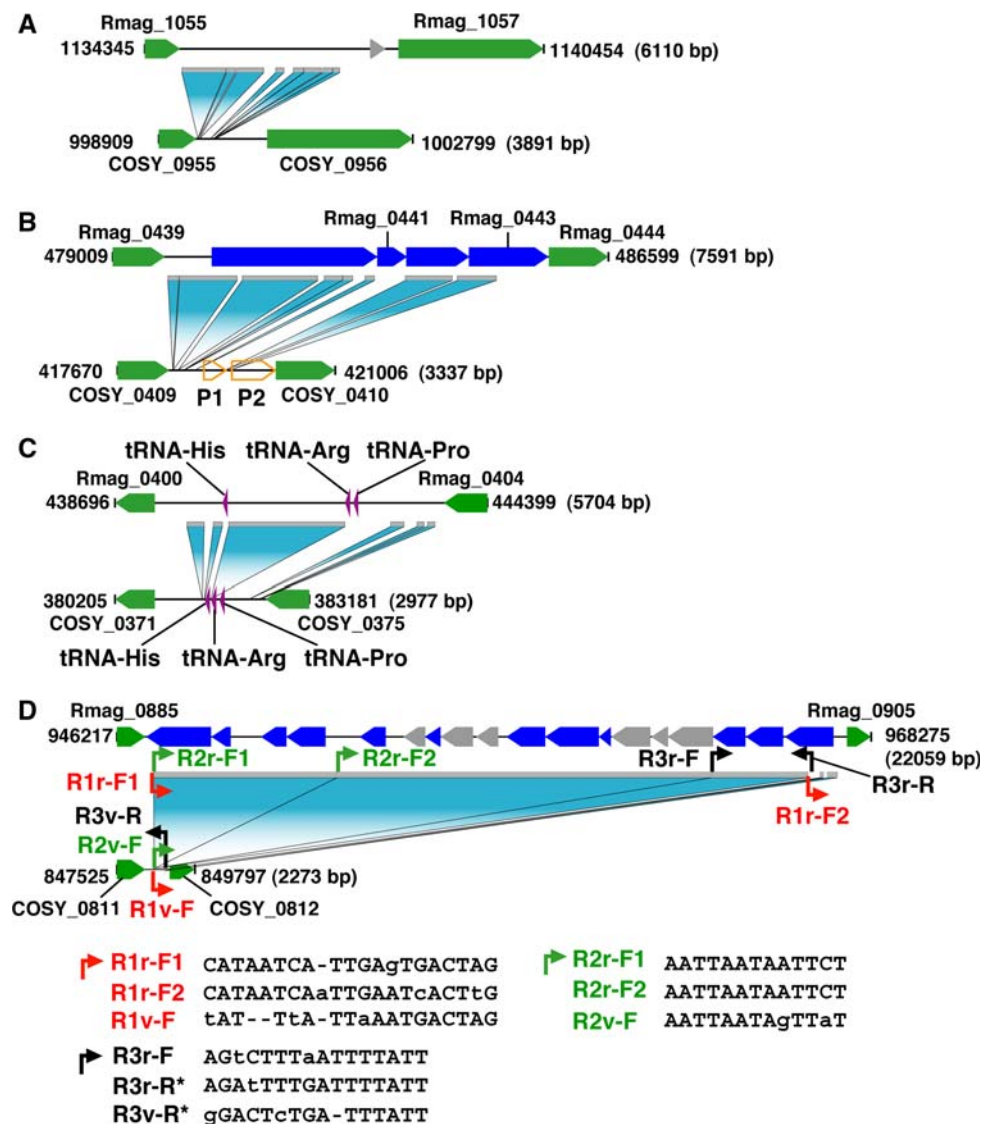 A
Rmag_1055 Rmag_1057
1134345 1140454 (6110 bp)
998909 1002799 (3891 bp)
COSY_0955 COSY_0956
B
Rmag_0441 Rmag_0443
Rmag_0439 Rmag_0444
479009 486599 (7591 bp)
417670 421006 (3337 bp)
COSY_0409 P1 P2 COSY_0410
C
tRNA-His tRNA-Arg tRNA-Pro
Rmag_0400 Rmag_0404
438696 444399 (5704 bp)
380205 383181 (2977 bp)
COSY_0371 COSY_0375
tRNA-His tRNA-Arg tRNA-Pro
D
Rmag_0885 Rmag_0905
946217 968275
(22059 bp)
R2r-F1 R2r-F2 R3r-F
R1r-F1 R3r-R
R3v-R R1r-F2
R2v-F
847525 849797 (2273 bp)
COSY_0811 R1v-F COSY_0812
R1r-F1 CATAATCA-TTGAgTGACTAG
R1r-F2 CATAATCAaTTGAATcACTtG
R1v-F tAT--TtA-TTaAATGACTAG
R2r-F1 AATTAATAATTCT
R2r-F2 AATTAATAATTCT
R2v-F AATTAATAgTTaT
R3r-F AGtCTTTaATTTTATT
R3r-R* AGAtTTTGATTTTATT
R3v-R* gGACTcTGA-TTTATT